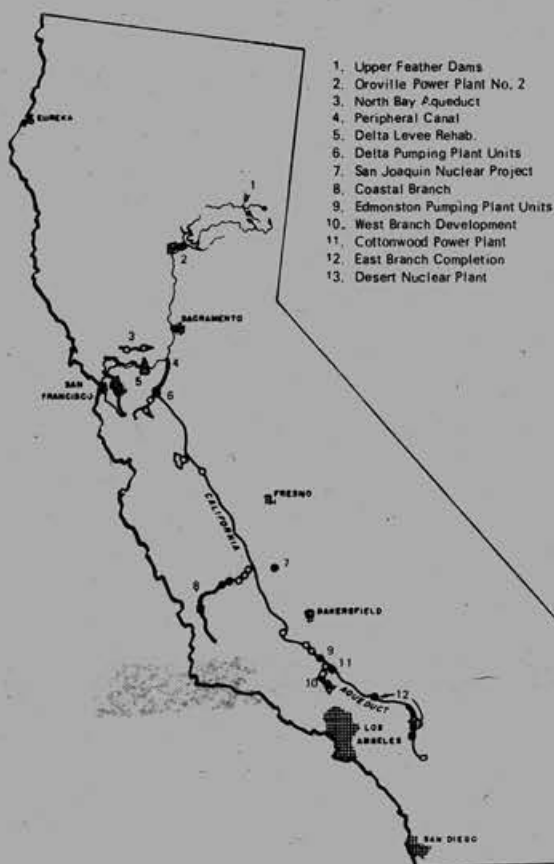 1. Upper Feather Dams
2. Oroville Power Plant No. 2
3. North Bay Aqueduct
4. Peripheral Canal
5. Delta Levee Rehab.
6. Delta Pumping Plant Units
7. San Joaquin Nuclear Project
8. Coastal Branch
9. Edmonston Pumping Plant Units
10. West Branch Development
11. Cottonwood Power Plant
12. East Branch Completion
13. Desert Nuclear Plant
EUREKA
1
2
SACRAMENTO
3
4
5
SAN
FRANCISCO
6
CALIFORNIA
FRESNO
7
8
BAKERSFIELD
9
11
10
AQUEDUCT
12
LOS
ANGELES
SAN DIEGO